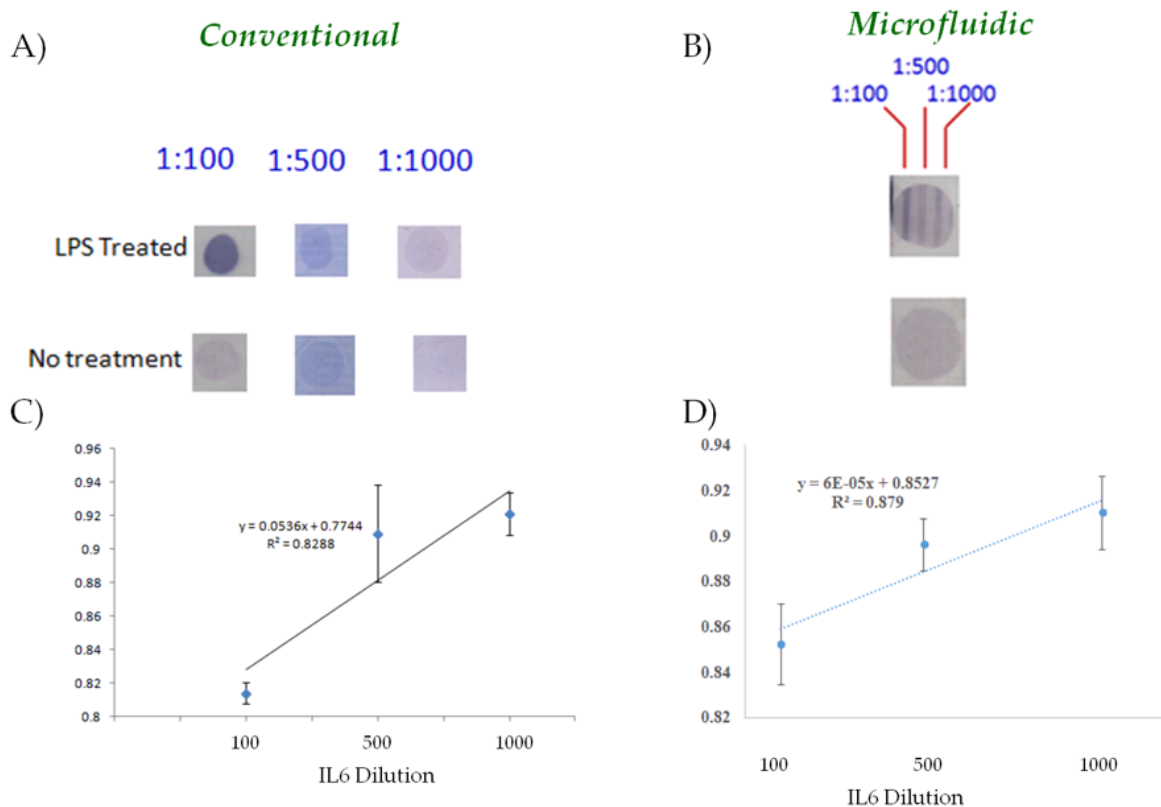 A)
Conventional
1:100 1:500 1:1000
LPS Treated
No treatment
B)
Microfluidic
1:500
1:100 1:1000
C)
0.96
0.94
0.92
0.9
0.88
0.86
0.84
0.82
0.8
y = 0.0536x + 0.7744
R² = 0.8288
100 500 1000
IL6 Dilution
D)
0.94
0.92
0.9
0.88
0.86
0.84
0.82
y = 6E-05x + 0.8527
R² = 0.879
100 500 1000
IL6 Dilution